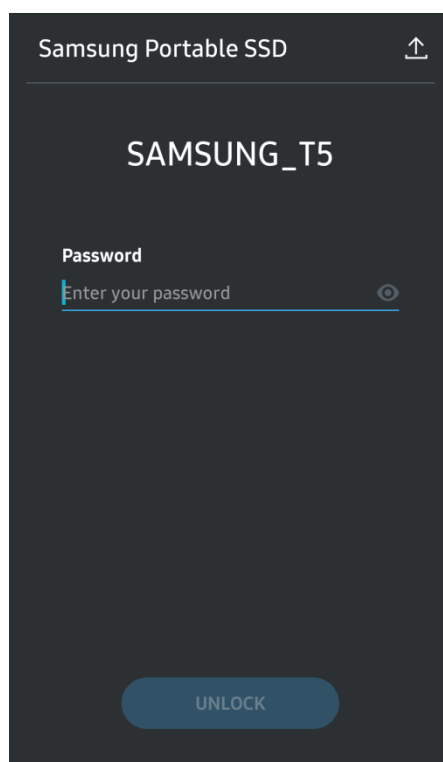 Samsung Portable SSD
SAMSUNG_T5
Password
Enter your password
UNLOCK